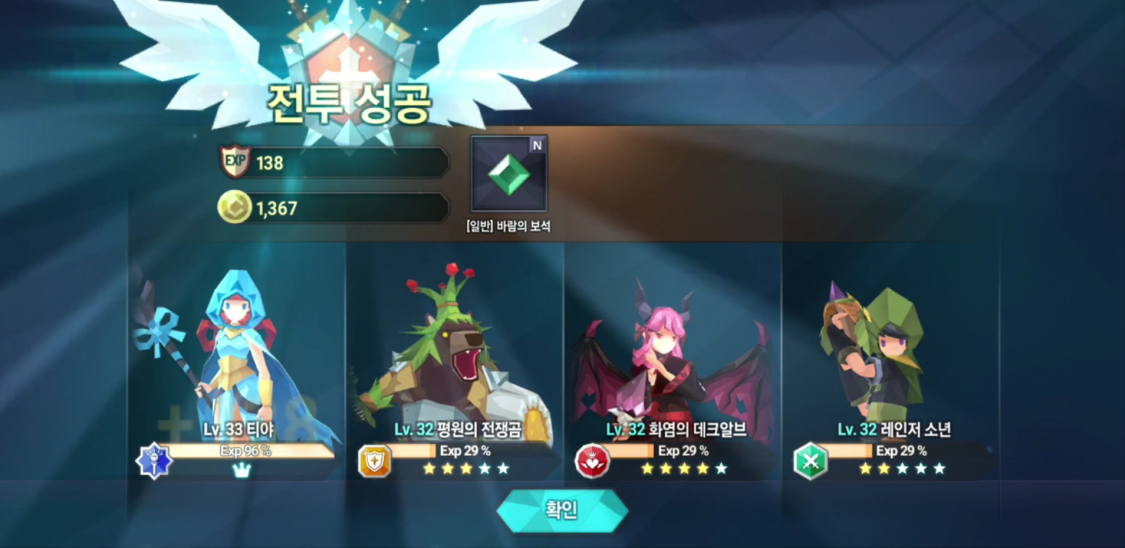 전투 성공
EXP 138
1,367
N
[일반] 바람의 보석
Lv. 33 티야
Exp 96 %
Lv. 32 평원의 전쟁곰
Exp 29 %
Lv. 32 화염의 데크알브
Exp 29 %
Lv. 32 레인저 소년
Exp 29 %
확인